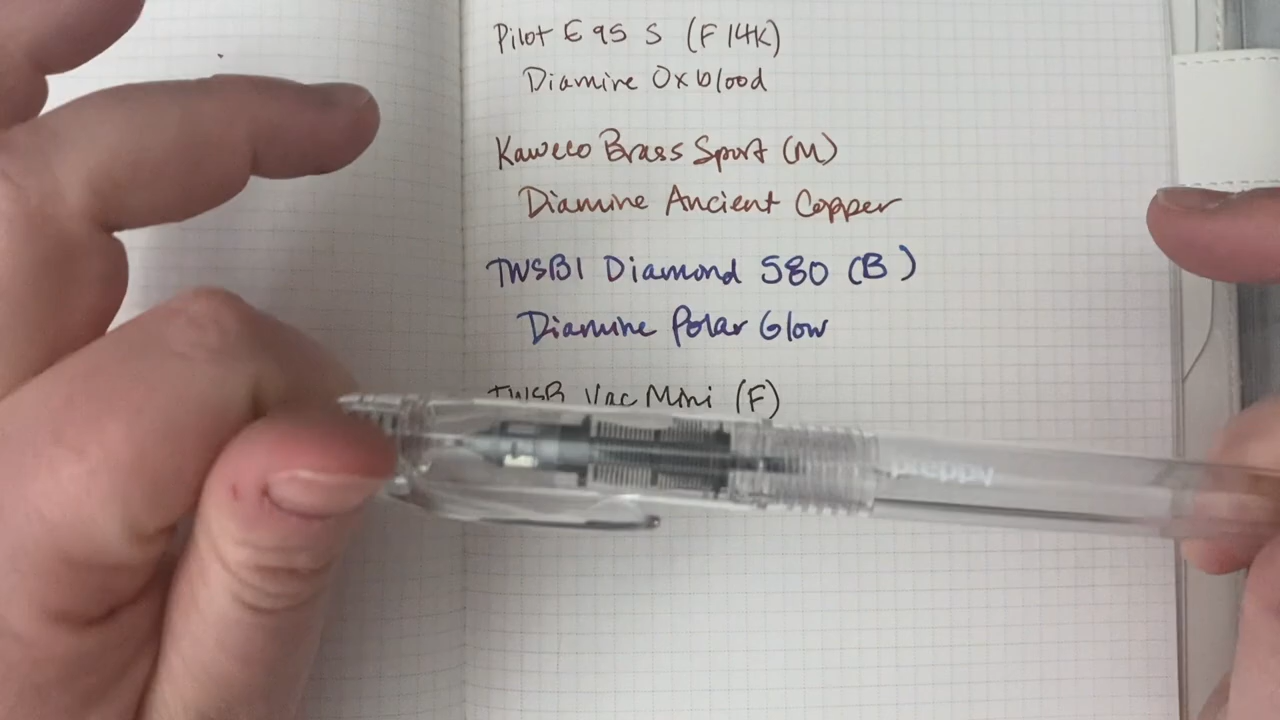 Pilot E95 S (F 14K)
Diamine Oxblood
Kaweco Brass Sport (M)
Diamine Ancient Copper
TWSBI Diamond 580 (B)
Diamine Polar Glow
TWSB Vac Mini (F)
preppy